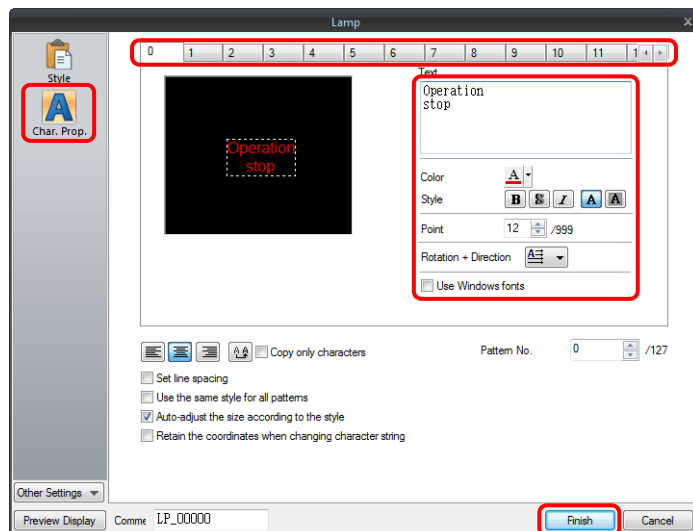 Lamp
Style
Char. Prop.
0 1 2 3 4 5 6 7 8 9 10 11 1
Text
Operation
stop
Operation
stop
Color A
Style B S I A A
Point 12 /999
Rotation + Direction A
Use Windows fonts
Copy only characters
Pattern No. 0 /127
Set line spacing
Use the same style for all patterns
Auto-adjust the size according to the style
Retain the coordinates when changing character string
Other Settings
Preview Display Comme LP_00000 Finish Cancel